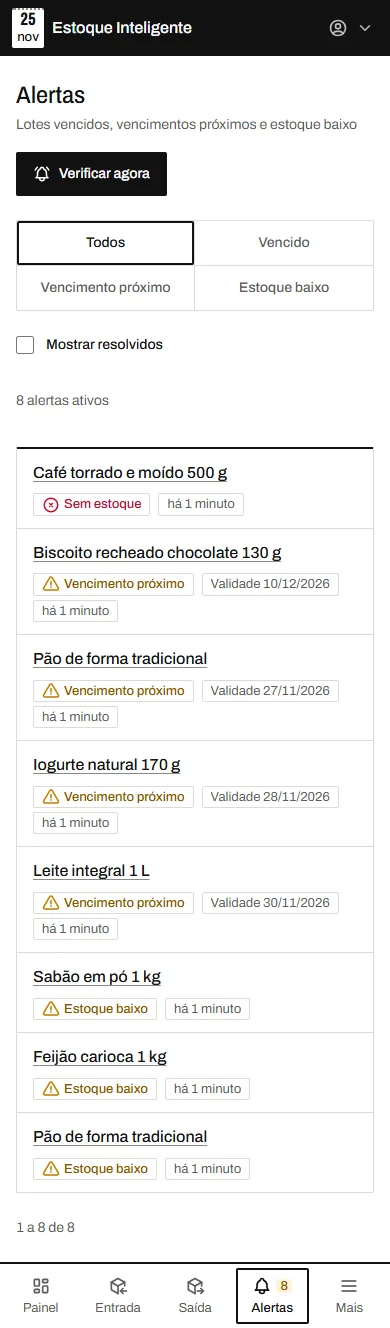 25
nov
Estoque Inteligente
Alertas
Lotes vencidos, vencimentos próximos e estoque baixo
Verificar agora
Todos
Vencido
Vencimento próximo
Estoque baixo
Mostrar resolvidos
8 alertas ativos
Café torrado e moído 500 g
Sem estoque
há 1 minuto
Biscoito recheado chocolate 130 g
Vencimento próximo
Validade 10/12/2026
há 1 minuto
Pão de forma tradicional
Vencimento próximo
Validade 27/11/2026
há 1 minuto
Iogurte natural 170 g
Vencimento próximo
Validade 28/11/2026
há 1 minuto
Leite integral 1 L
Vencimento próximo
Validade 30/11/2026
há 1 minuto
Sabão em pó 1 kg
Estoque baixo
há 1 minuto
Feijão carioca 1 kg
Estoque baixo
há 1 minuto
Pão de forma tradicional
Estoque baixo
há 1 minuto
1 a 8 de 8
Painel
Entrada
Saída
8
Alertas
Mais